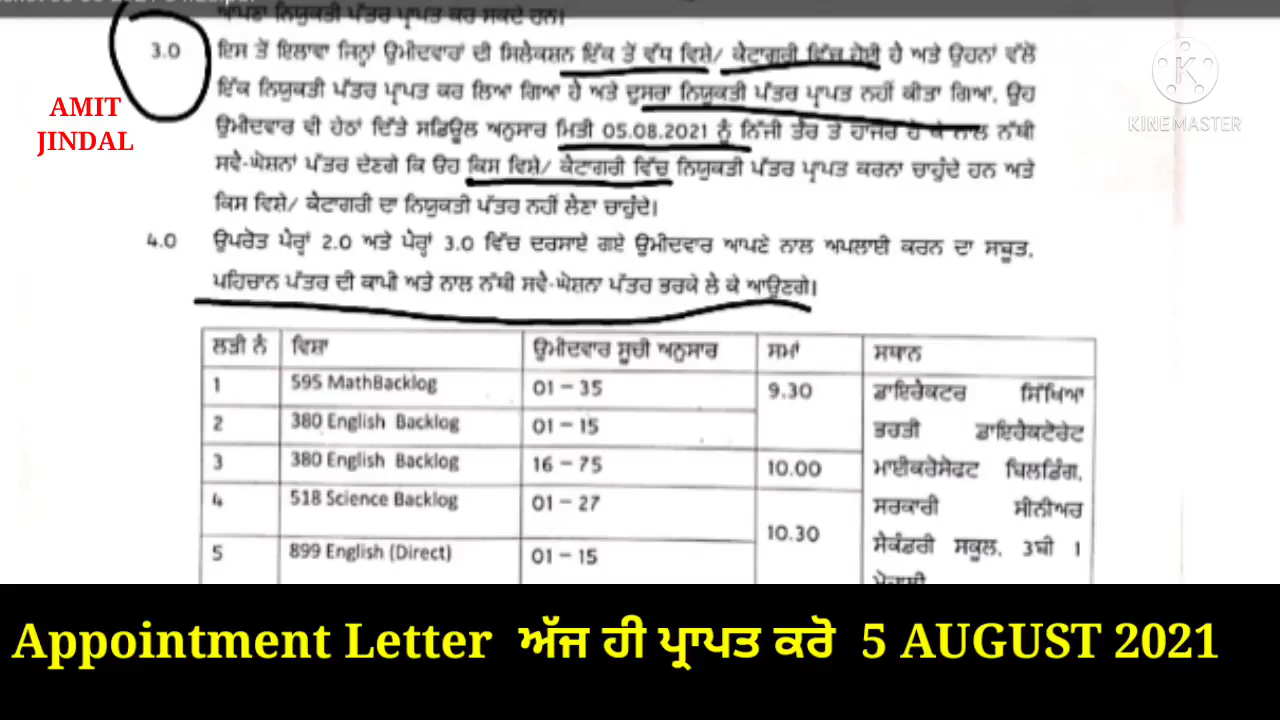 ਆਪਣਾ ਨਿਯੁਕਤੀ ਪੱਤਰ ਪ੍ਰਾਪਤ ਕਰ ਸਕਦੇ ਹਨ।
3.0 ਇਸ ਤੋਂ ਇਲਾਵਾ ਜਿਨ੍ਹਾਂ ਉਮੀਦਵਾਰਾਂ ਦੀ ਸਿਲੈਕਸ਼ਨ ਇੱਕ ਤੋਂ ਵੱਧ ਵਿਸ਼ੇ/ ਕੈਟਾਗਰੀ ਵਿੱਚ ਹੋਈ ਹੈ ਅਤੇ ਉਹਨਾਂ ਵੱਲੋਂ
ਇੱਕ ਨਿਯੁਕਤੀ ਪੱਤਰ ਪ੍ਰਾਪਤ ਕਰ ਲਿਆ ਗਿਆ ਹੈ ਅਤੇ ਦੂਸਰਾ ਨਿਯੁਕਤੀ ਪੱਤਰ ਪ੍ਰਾਪਤ ਨਹੀਂ ਕੀਤਾ ਗਿਆ, ਉਹ
ਉਮੀਦਵਾਰ ਵੀ ਹੇਠਾਂ ਦਿੱਤੇ ਸਡਿਊਲ ਅਨੁਸਾਰ ਮਿਤੀ 05.08.2021 ਨੂੰ ਨਿੱਜੀ ਤੌਰ ਤੇ ਹਾਜਰ ਹੋ ਕੇ ਨਾਲ ਨੱਥੀ
ਸਵੈ-ਘੋਸ਼ਨਾਂ ਪੱਤਰ ਦੇਣਗੇ ਕਿ ਉਹ ਕਿਸ ਵਿਸ਼ੇ/ ਕੈਟਾਗਰੀ ਵਿੱਚ ਨਿਯੁਕਤੀ ਪੱਤਰ ਪ੍ਰਾਪਤ ਕਰਨਾ ਚਾਹੁੰਦੇ ਹਨ ਅਤੇ
ਕਿਸ ਵਿਸ਼ੇ/ ਕੈਟਾਗਰੀ ਦਾ ਨਿਯੁਕਤੀ ਪੱਤਰ ਨਹੀਂ ਲੈਣਾ ਚਾਹੁੰਦੇ।
AMIT
JINDAL
KINEMASTER
4.0 ਉਪਰੋਤ ਪੈਰ੍ਹਾਂ 2.0 ਅਤੇ ਪੈਰ੍ਹਾਂ 3.0 ਵਿੱਚ ਦਰਸਾਏ ਗਏ ਉਮੀਦਵਾਰ ਆਪਣੇ ਨਾਲ ਅਪਲਾਈ ਕਰਨ ਦਾ ਸਬੂਤ,
ਪਹਿਚਾਨ ਪੱਤਰ ਦੀ ਕਾਪੀ ਅਤੇ ਨਾਲ ਨੱਥੀ ਸਵੈ-ਘੋਸ਼ਨਾ ਪੱਤਰ ਭਰਕੇ ਲੈ ਕੇ ਆਉਣਗੇ।
ਲੜੀ ਨੰ ਵਿਸ਼ਾ ਉਮੀਦਵਾਰ ਸੂਚੀ ਅਨੁਸਾਰ ਸਮਾਂ ਸਥਾਨ
1 595 MathBacklog 01 – 35 9.30 ਡਾਇਰੈਕਟਰ ਸਿੱਖਿਆ
2 380 English Backlog 01 – 15 ਭਰਤੀ ਡਾਇਰੈਕਟੋਰੇਟ
3 380 English Backlog 16 – 75 10.00 ਮਾਈਕਰੋਸੋਫਟ ਬਿਲਡਿੰਗ,
4 518 Science Backlog 01 – 27 10.30 ਸਰਕਾਰੀ ਸੀਨੀਅਰ
5 899 English (Direct) 01 – 15 ਸੈਕੰਡਰੀ ਸਕੂਲ, 3ਬੀ 1
Appointment Letter ਅੱਜ ਹੀ ਪ੍ਰਾਪਤ ਕਰੋ 5 AUGUST 2021